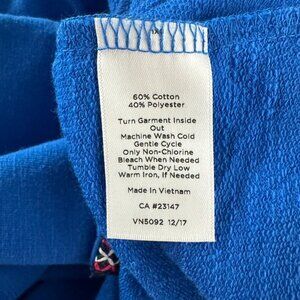 60% Cotton
40% Polyester
Turn Garment Inside
Out
Machine Wash Cold
Gentle Cycle
Only Non-Chlorine
Bleach When Needed
Tumble Dry Low
Warm Iron, If Needed
Made in Vietnam
CA #23147
VN5092 12/17